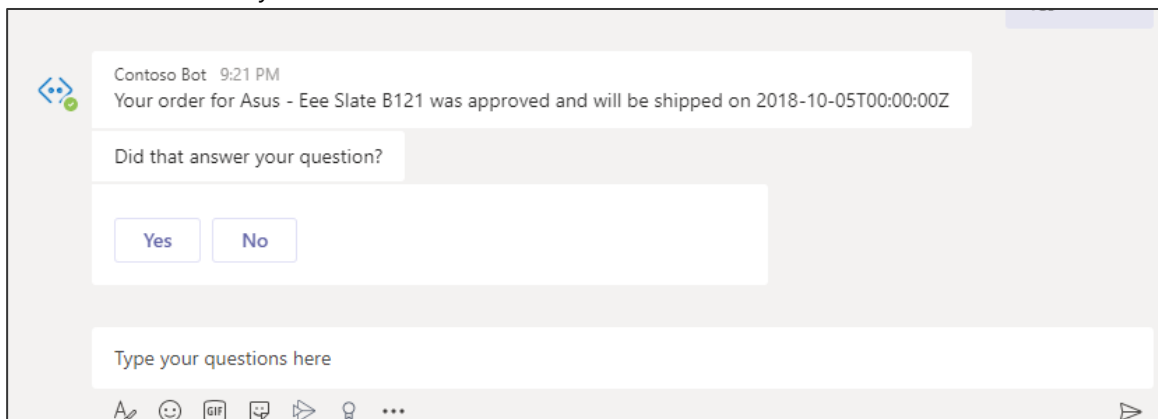 Contoso Bot 9:21 PM
Your order for Asus - Eee Slate B121 was approved and will be shipped on 2018-10-05T00:00:00Z
Did that answer your question?
Yes No
Type your questions here
GIF